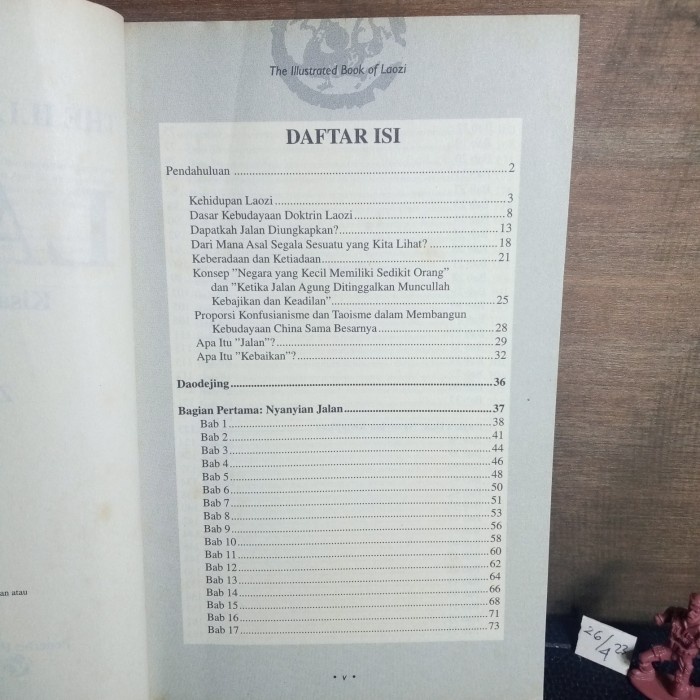 The Illustrated Book of Laozi
DAFTAR ISI
Pendahuluan ........ 2
Kehidupan Laozi ........ 3
Dasar Kebudayaan Doktrin Laozi ........ 8
Dapatkah Jalan Diungkapkan? ........ 13
Dari Mana Asal Segala Sesuatu yang Kita Lihat? ........ 18
Keberadaan dan Ketiadaan ........ 21
Konsep "Negara yang Kecil Memiliki Sedikit Orang"
dan "Ketika Jalan Agung Ditinggalkan Muncullah
Kebajikan dan Keadilan" ........ 25
Proporsi Konfusianisme dan Taoisme dalam Membangun
Kebudayaan China Sama Besarnya ........ 28
Apa Itu "Jalan"? ........ 29
Apa Itu "Kebaikan"? ........ 32
Daodejing ........ 36
Bagian Pertama: Nyanyian Jalan ........ 37
Bab 1 ........ 38
Bab 2 ........ 41
Bab 3 ........ 44
Bab 4 ........ 46
Bab 5 ........ 48
Bab 6 ........ 50
Bab 7 ........ 51
Bab 8 ........ 53
Bab 9 ........ 56
Bab 10 ........ 58
Bab 11 ........ 60
Bab 12 ........ 62
Bab 13 ........ 64
Bab 14 ........ 66
Bab 15 ........ 68
Bab 16 ........ 71
Bab 17 ........ 73
• v •
an atau
26/4 23